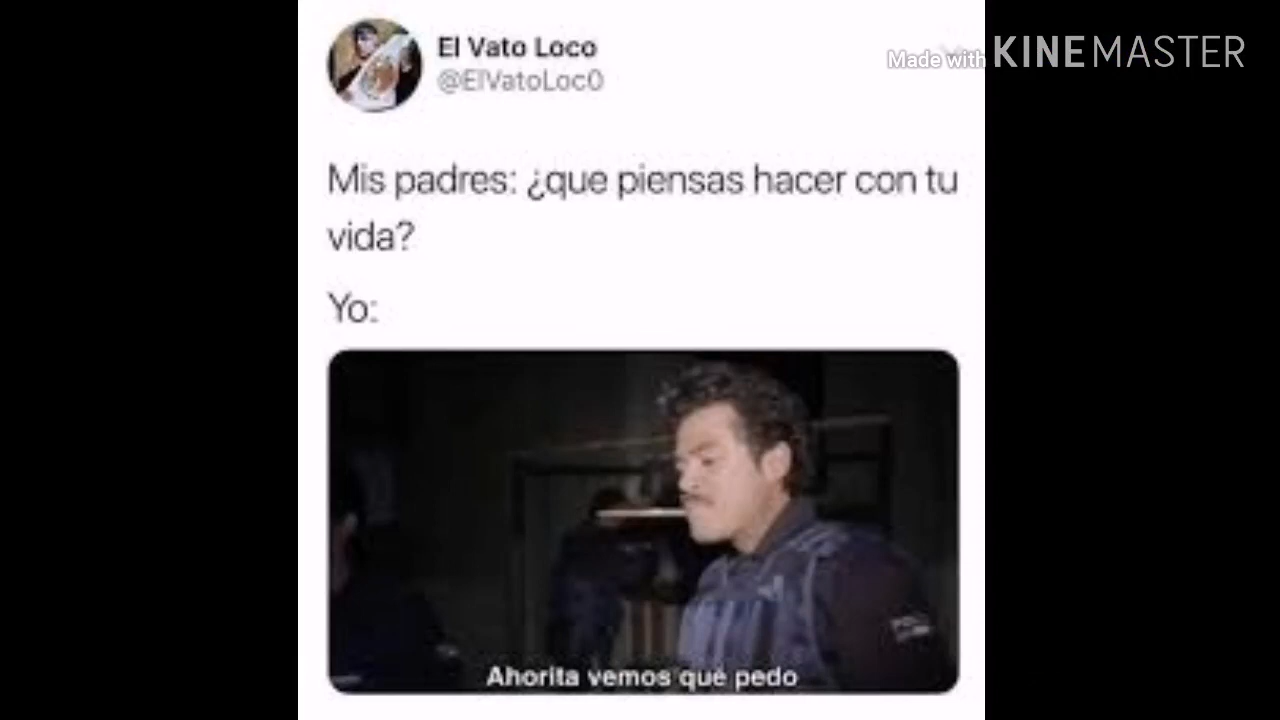 El Vato Loco
@ElVatoLoc0
Made with KINEMASTER
Mis padres: ¿que piensas hacer con tu
vida?
Yo:
Ahorita vemos qué pedo